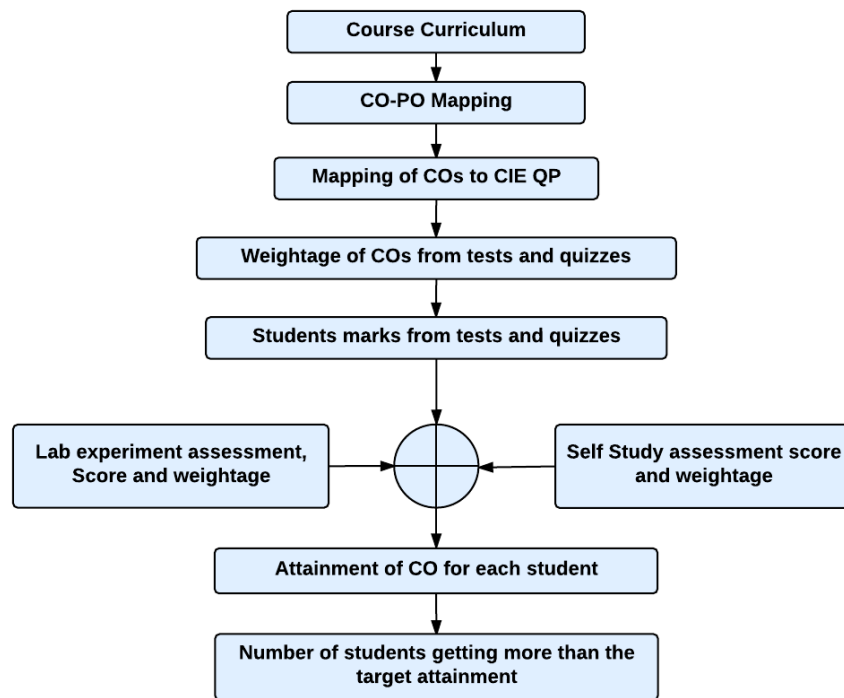 Course Curriculum
CO-PO Mapping
Mapping of COs to CIE QP
Weightage of COs from tests and quizzes
Students marks from tests and quizzes
Lab experiment assessment,
Score and weightage
Self Study assessment score
and weightage
Attainment of CO for each student
Number of students getting more than the
target attainment